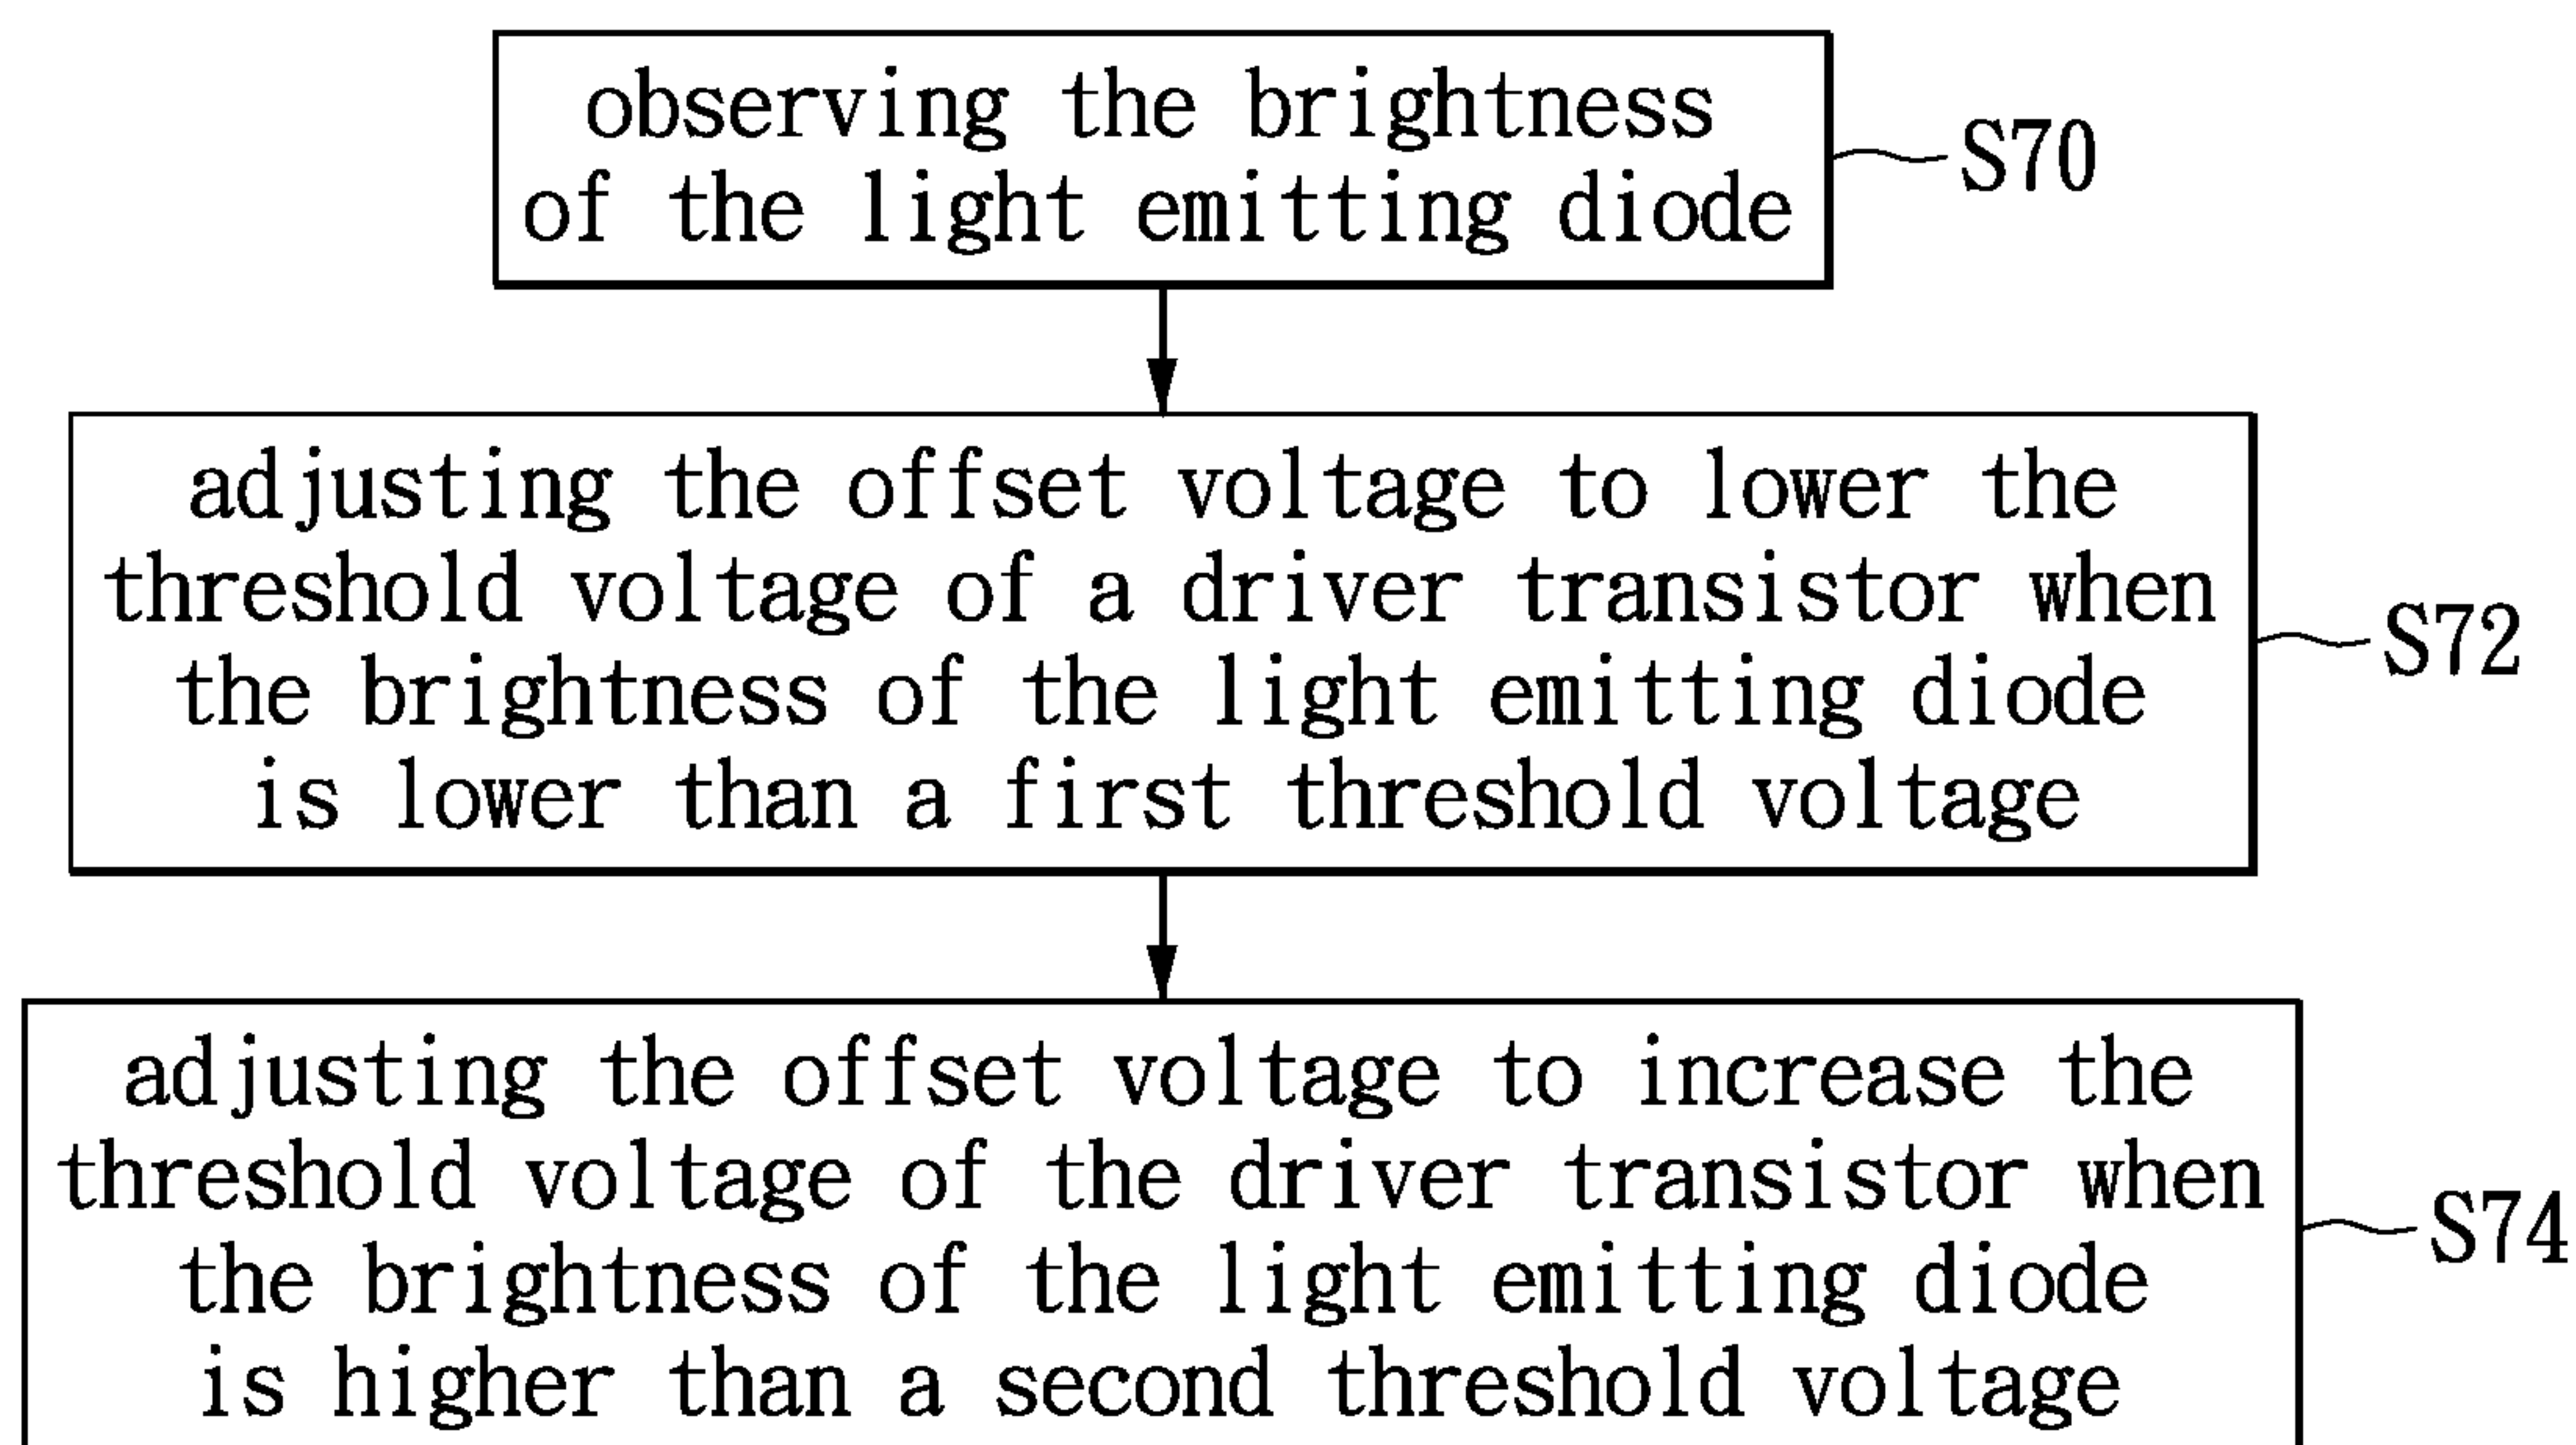 observing the brightness
of the light emitting diode
S70
adjusting the offset voltage to lower the
threshold voltage of a driver transistor when
the brightness of the light emitting diode
is lower than a first threshold voltage
S72
adjusting the offset voltage to increase the
threshold voltage of the driver transistor when
the brightness of the light emitting diode
is higher than a second threshold voltage
S74